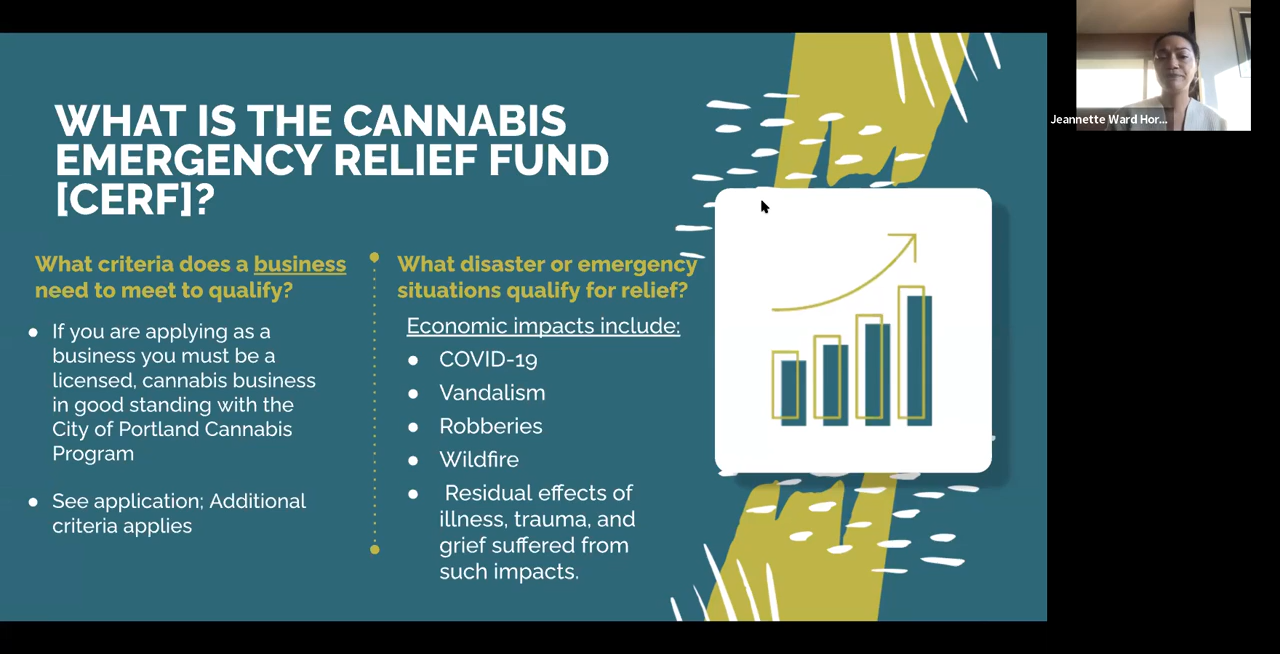 WHAT IS THE CANNABIS
EMERGENCY RELIEF FUND
[CERF]?
What criteria does a business
need to meet to qualify?
● If you are applying as a
business you must be a
licensed, cannabis business
in good standing with the
City of Portland Cannabis
Program
● See application; Additional
criteria applies
What disaster or emergency
situations qualify for relief?
Economic impacts include:
● COVID-19
● Vandalism
● Robberies
● Wildfire
● Residual effects of
illness, trauma, and
grief suffered from
such impacts.
Jeannette Ward Hor...